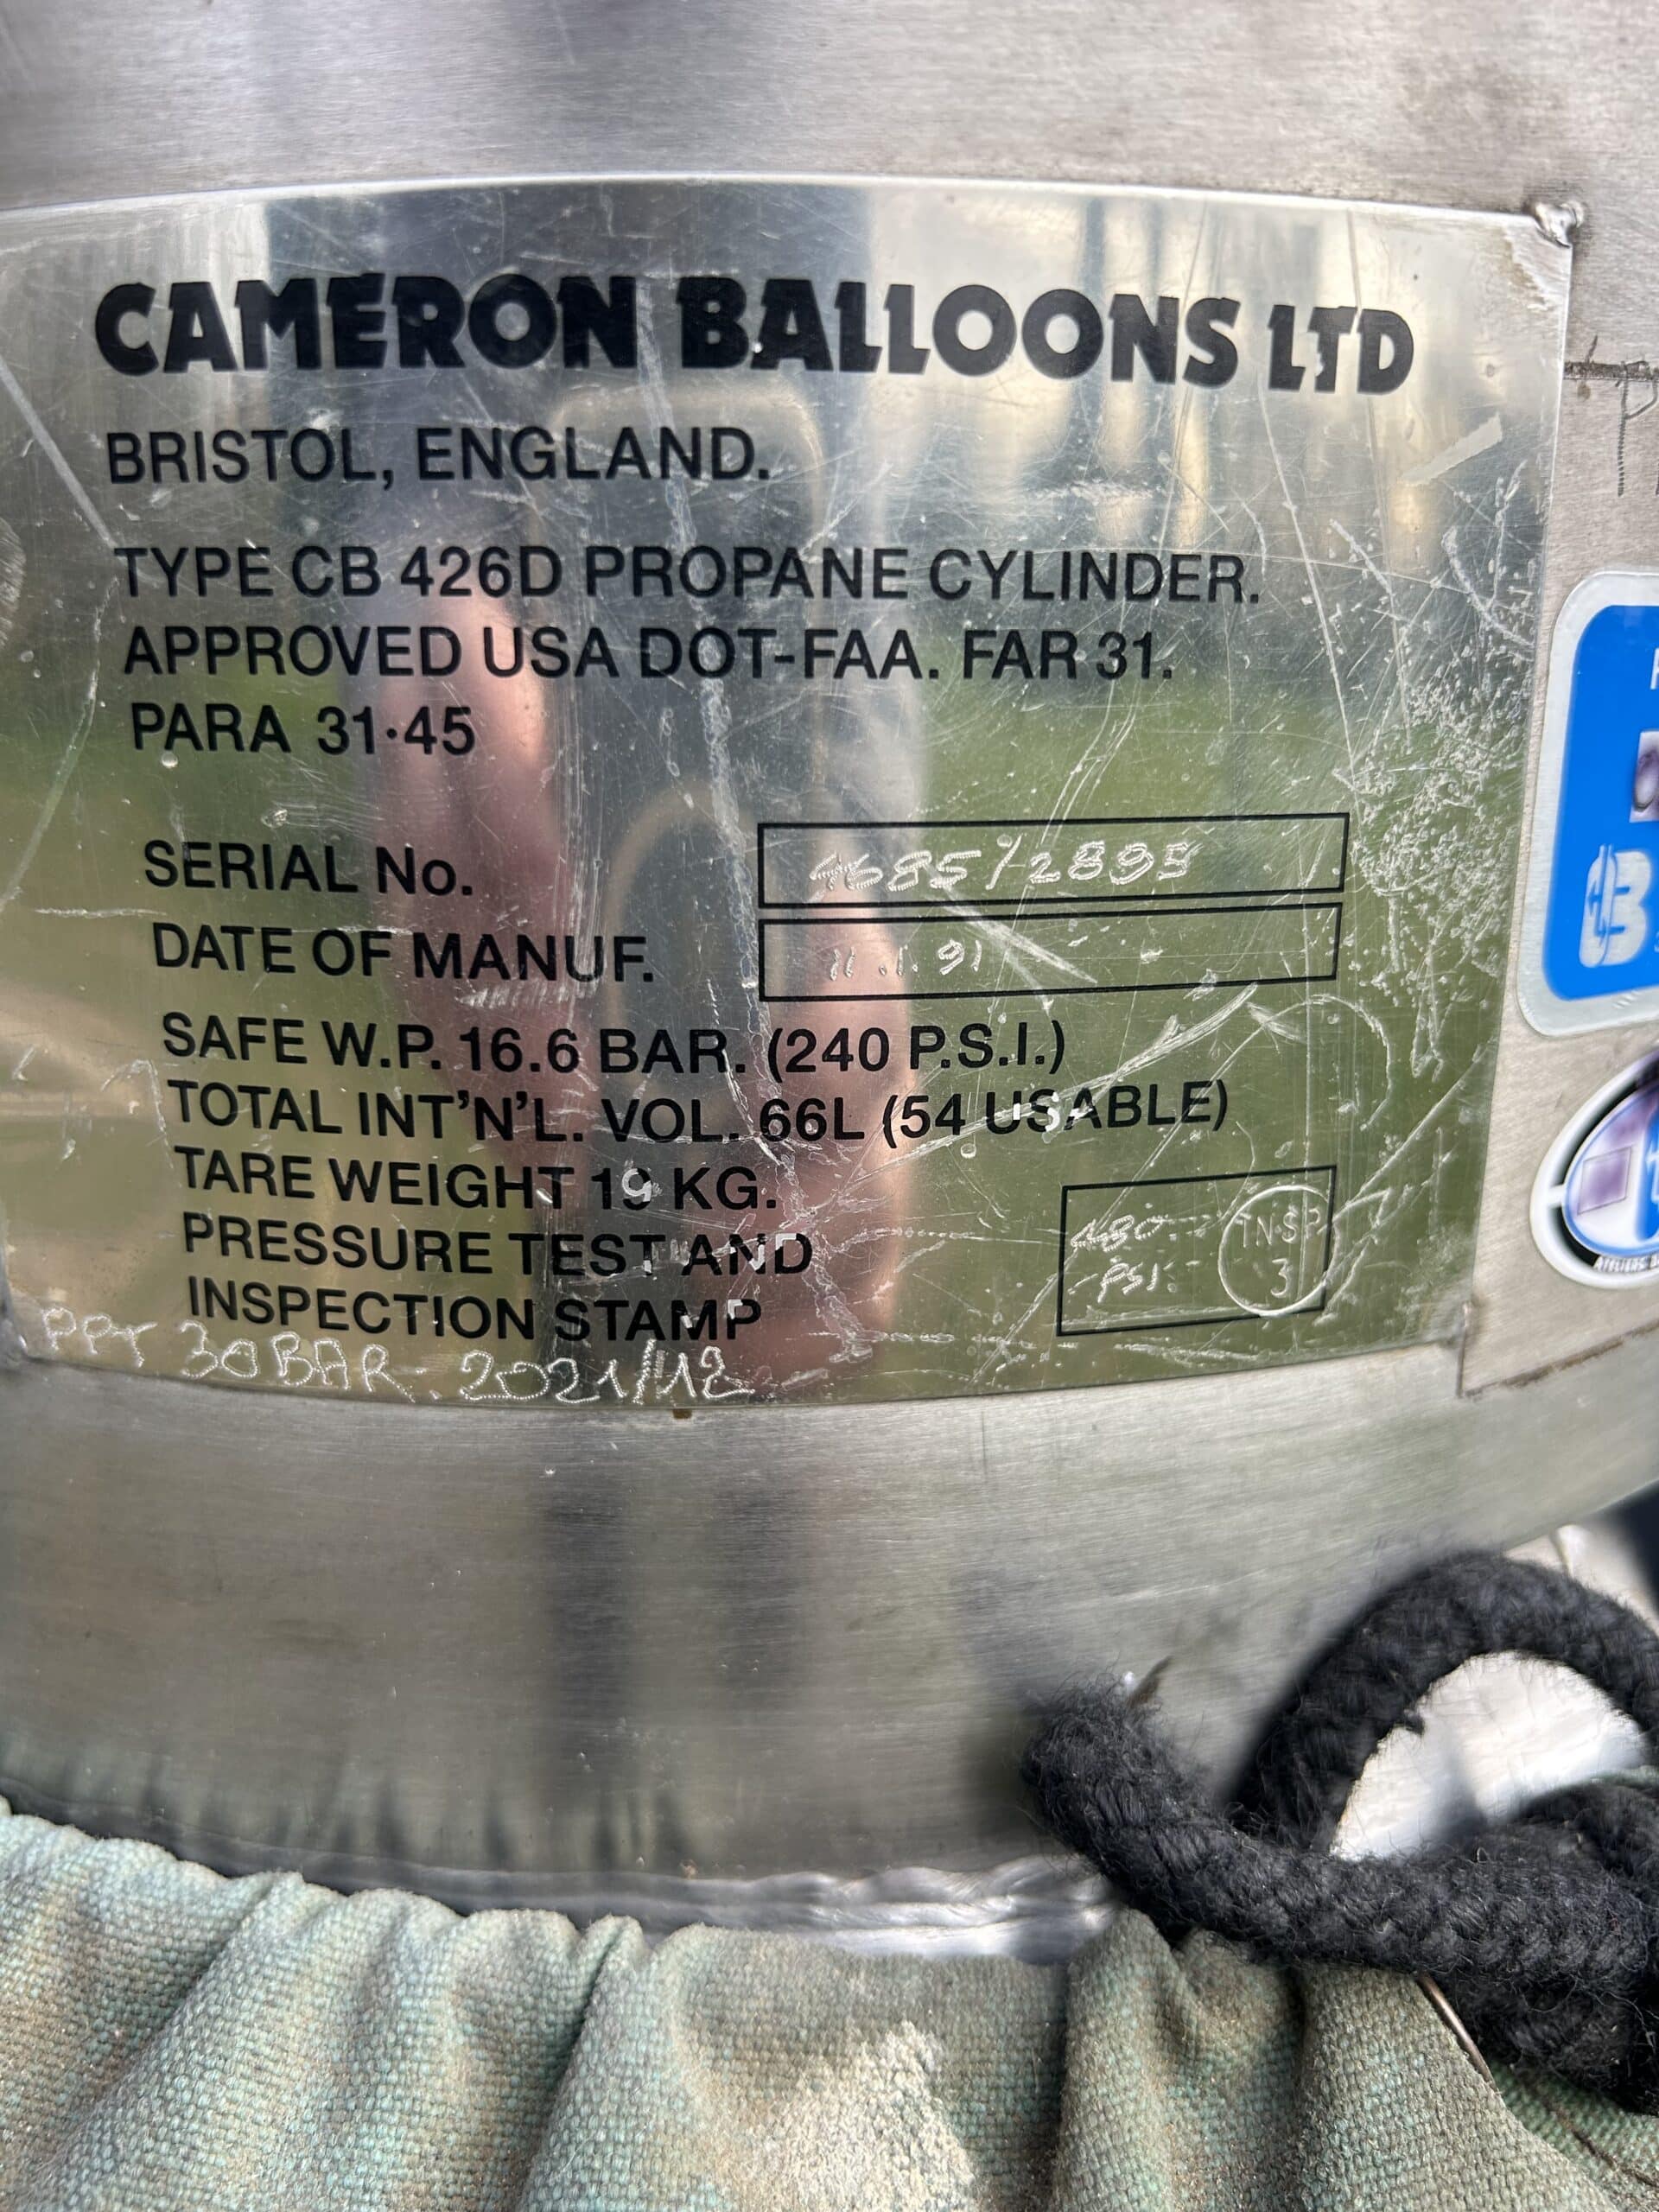 CAMERON BALLOONS LTD
BRISTOL, ENGLAND.
TYPE CB 426D PROPANE CYLINDER.
APPROVED USA DOT-FAA. FAR 31.
PARA 31·45
SERIAL No. 4685/2895
DATE OF MANUF. 11.1.91
SAFE W.P. 16.6 BAR. (240 P.S.I.)
TOTAL INT'N'L. VOL. 66L (54 USABLE)
TARE WEIGHT 19 KG.
PRESSURE TEST AND
INSPECTION STAMP
480
PSI
T.N.S.P
3
PPT 30BAR. 2021/12